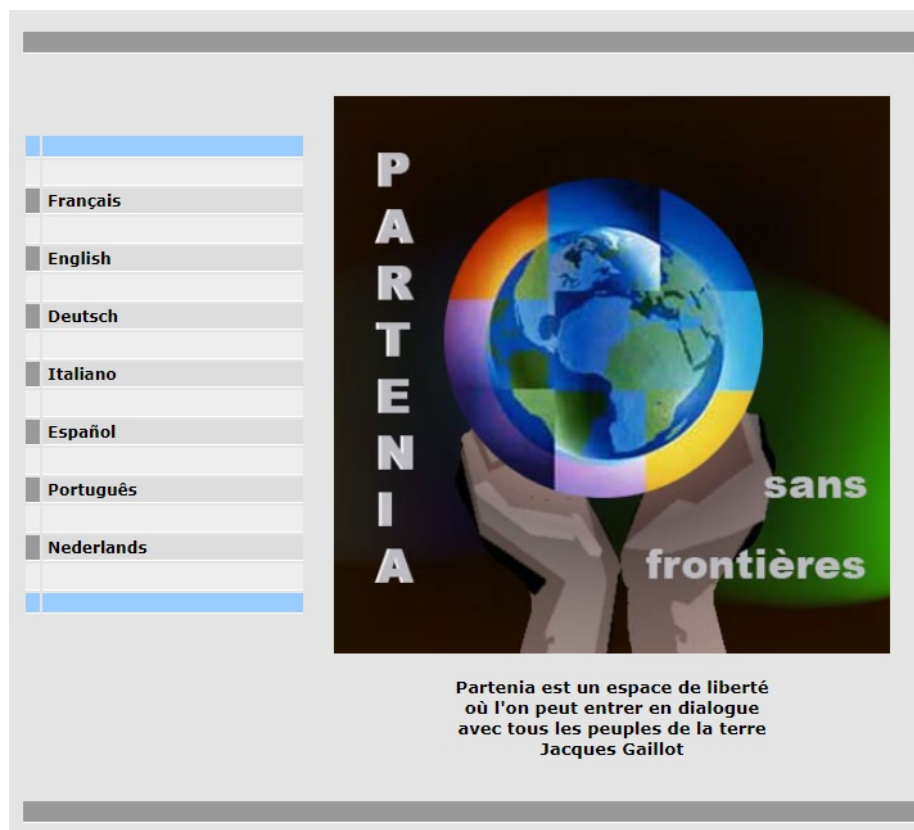 Français
English
Deutsch
Italiano
Español
Português
Nederlands
PARTENIA
sans
frontières
Partenia est un espace de liberté
où l'on peut entrer en dialogue
avec tous les peuples de la terre
Jacques Gaillot